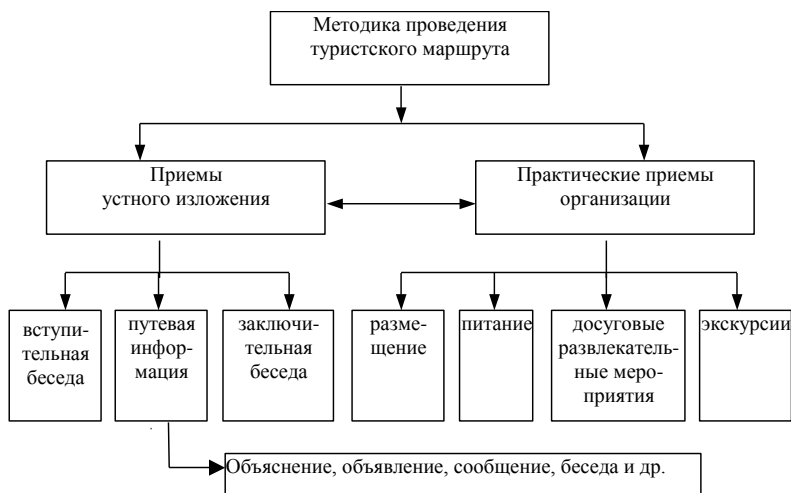 Методика проведения
туристского маршрута
Приемы
устного изложения
Практические приемы
организации
вступи-
тельная
беседа
путевая
инфор-
мация
заключи-
тельная
беседа
разме-
щение
питание
досуговые
развлекатель-
ные меро-
приятия
экскурсии
Объяснение, объявление, сообщение, беседа и др.